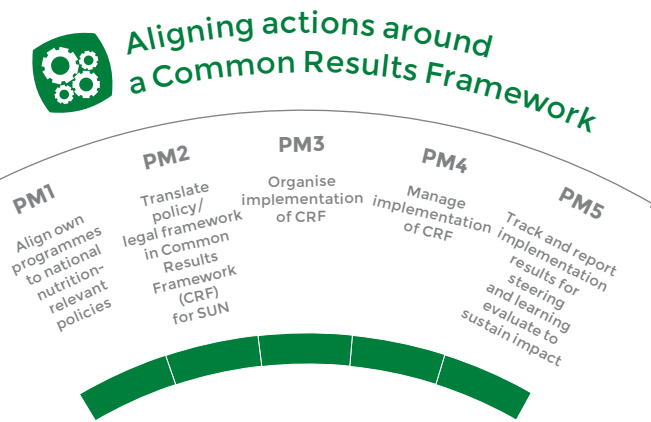 Aligning actions around
a Common Results Framework
PM1
Align own
programmes
to national
nutrition-
relevant
policies
PM2
Translate
policy/
legal framework
in Common
Results
Framework
(CRF)
for SUN
PM3
Organise
implementation
of CRF
PM4
Manage
implementation
of CRF
PM5
Track and report
implementation
results for
steering
and learning
evaluate to
sustain impact